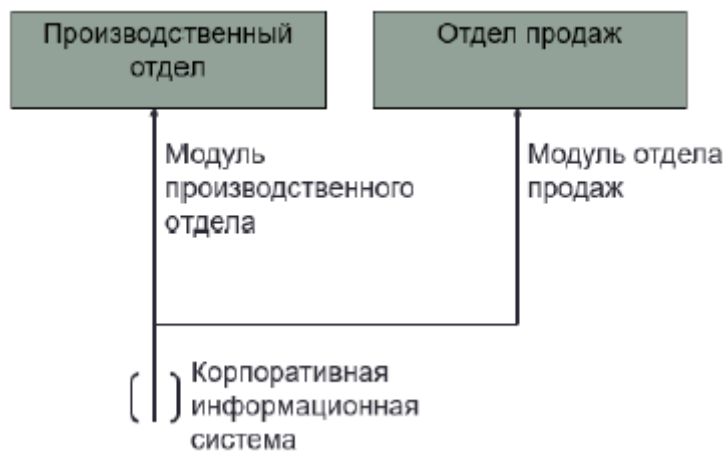 Производственный
отдел
Отдел продаж
Модуль
производственного
отдела
Модуль отдела
продаж
Корпоративная
информационная
система